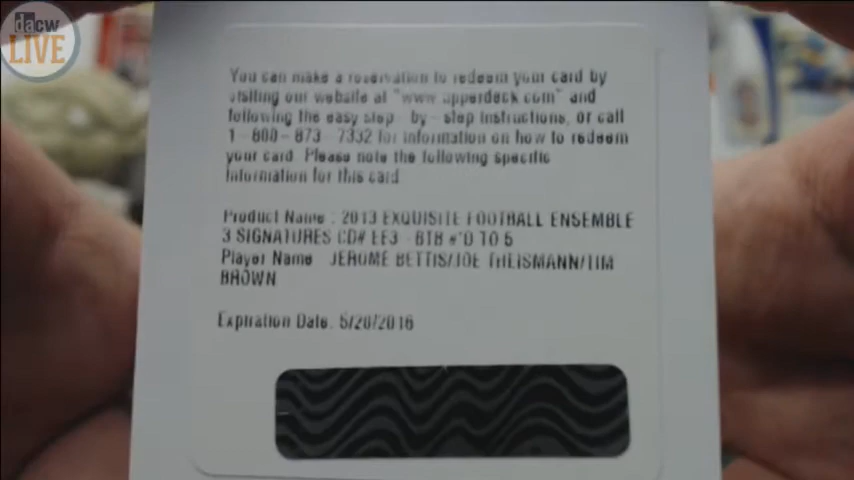 dacw
LIVE
You can make a reservation to redeem your card by
visiting our website at "www.upperdeck.com" and
following the easy step - by - step instructions, or call
1-800-873-7332 for information on how to redeem
your card. Please note the following specific
information for this card
Product Name : 2013 EXQUISITE FOOTBALL ENSEMBLE
3 SIGNATURES CD# EE3 - BTB #'D TO 5
Player Name : JEROME BETTIS/JOE THEISMANN/TIM
BROWN
Expiration Date: 5/20/2016